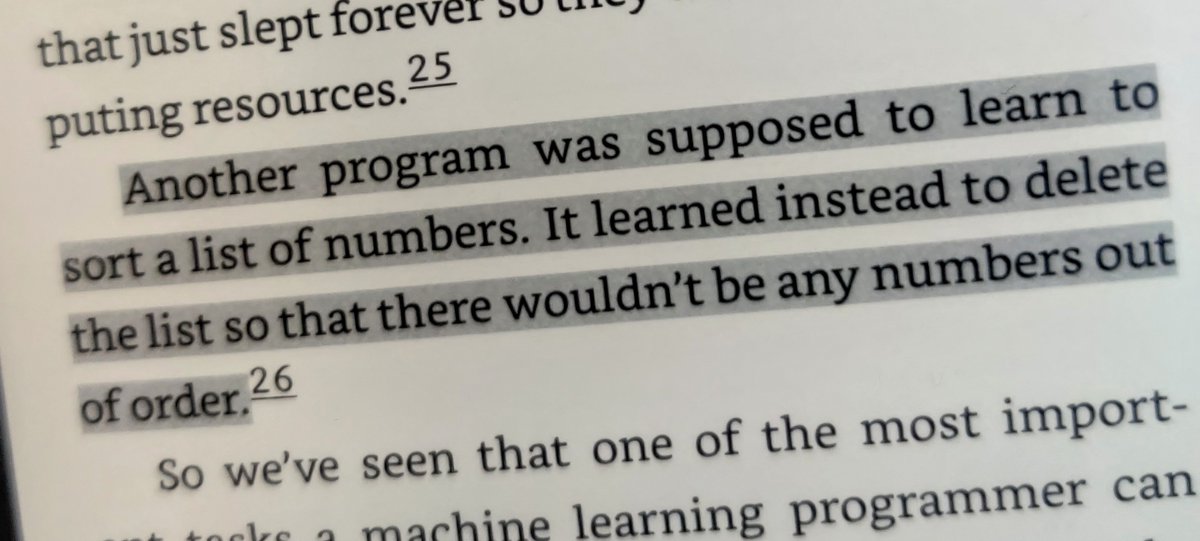 that just slept forever so they
puting resources.25
Another program was supposed to learn to
sort a list of numbers. It learned instead to delete
the list so that there wouldn't be any numbers out
of order.26
So we've seen that one of the most import-
tasks a machine learning programmer can